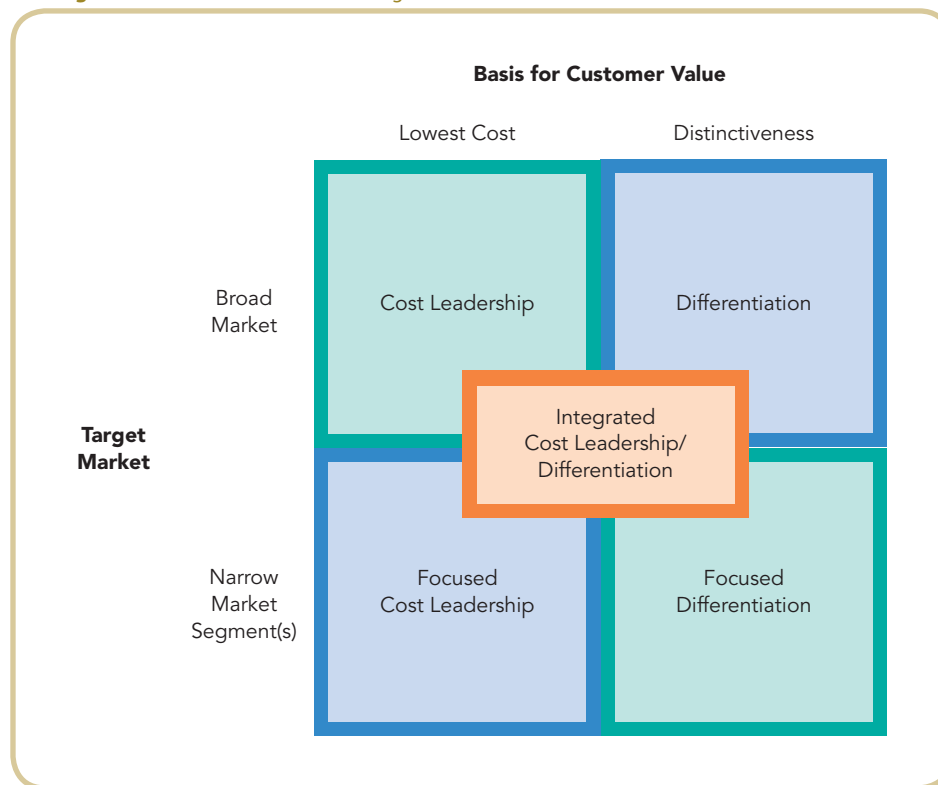 Basis for Customer Value
Lowest Cost
Distinctiveness
Broad
Market
Cost Leadership
Differentiation
Integrated
Cost Leadership/
Differentiation
Target
Market
Narrow
Market
Segment(s)
Focused
Cost Leadership
Focused
Differentiation